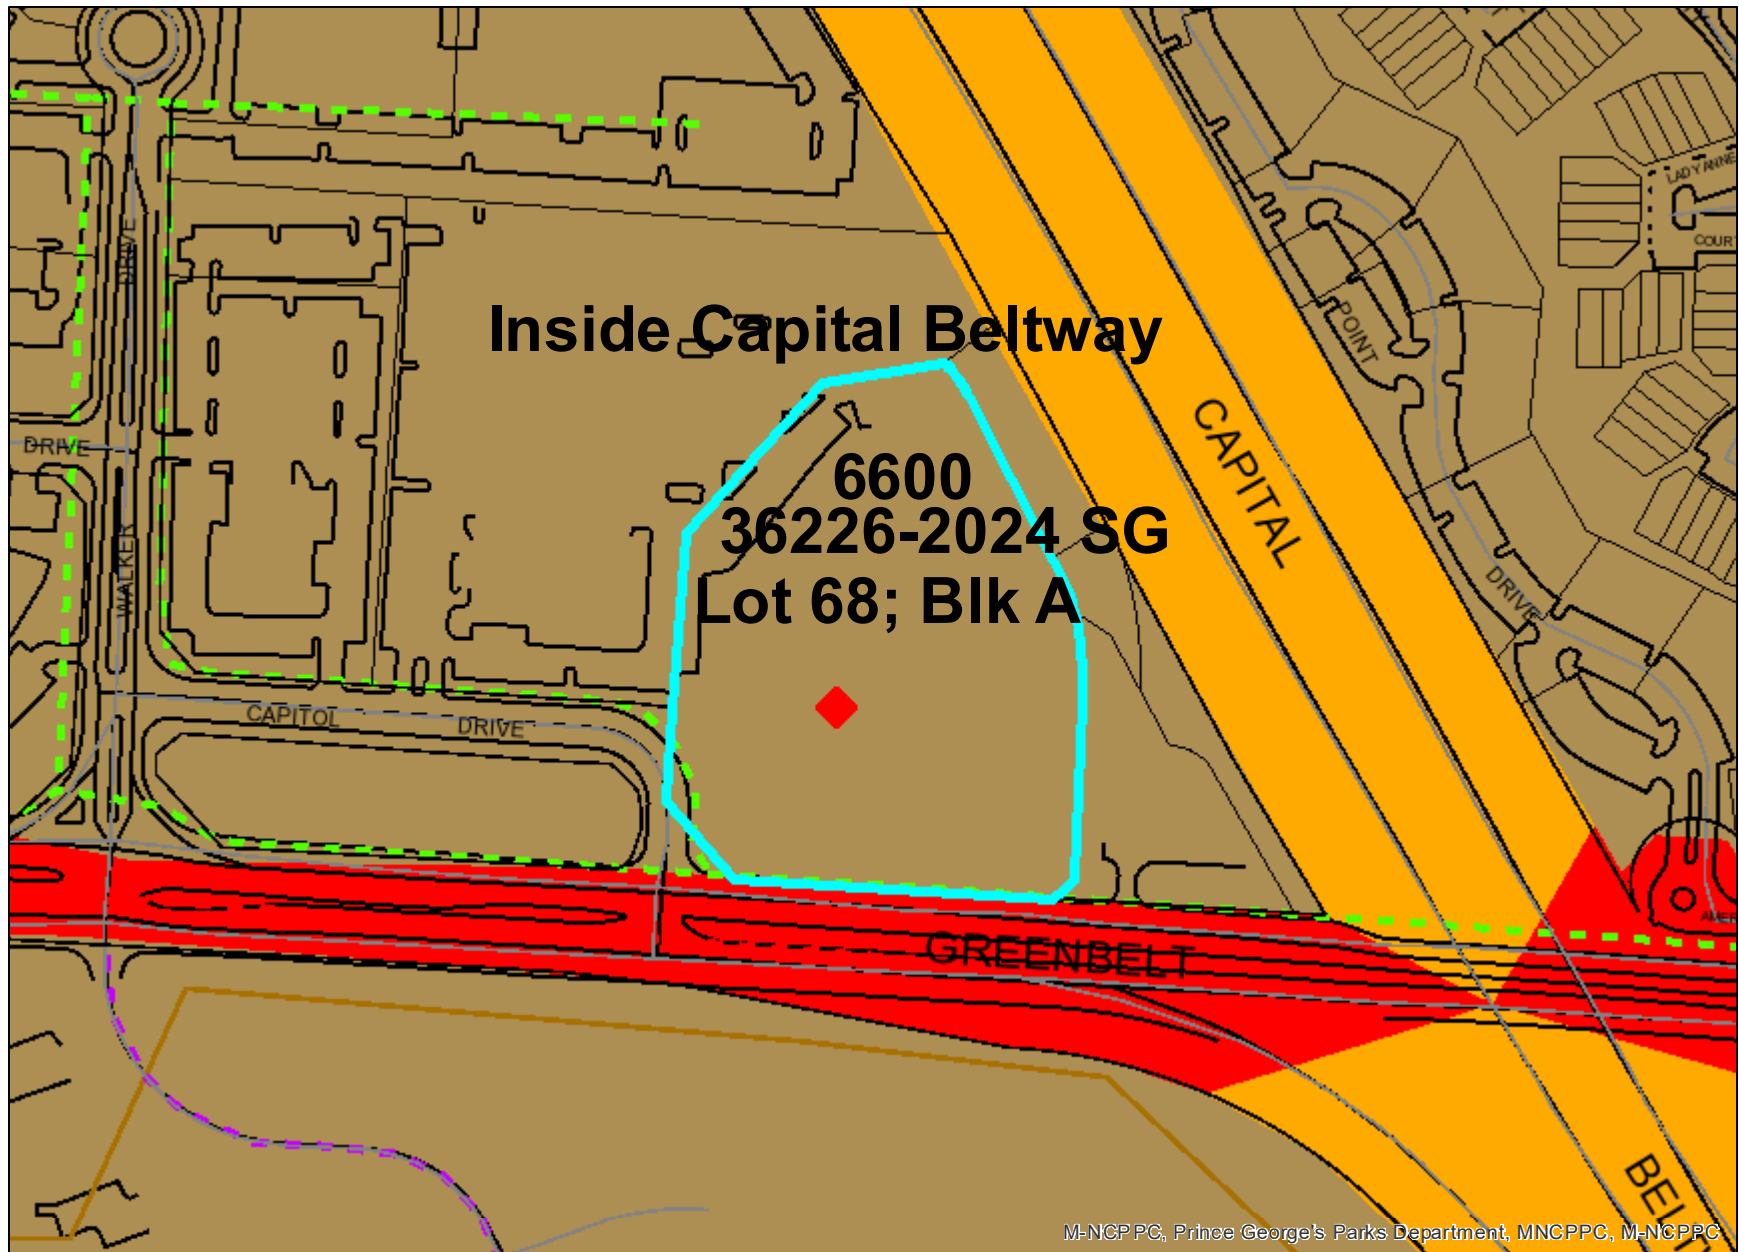 LADY ANNE
COURT
DRIVE
POINT
Inside Capital Beltway
CAPITAL
DRIVE
6600
36226-2024 SG
WALKER
Lot 68; Blk A
DRIVE
CAPITOL DRIVE
AMER
GREENBELT
BELT
M-NCPPC, Prince George's Parks Department, MNCPPC, M-NCPPC